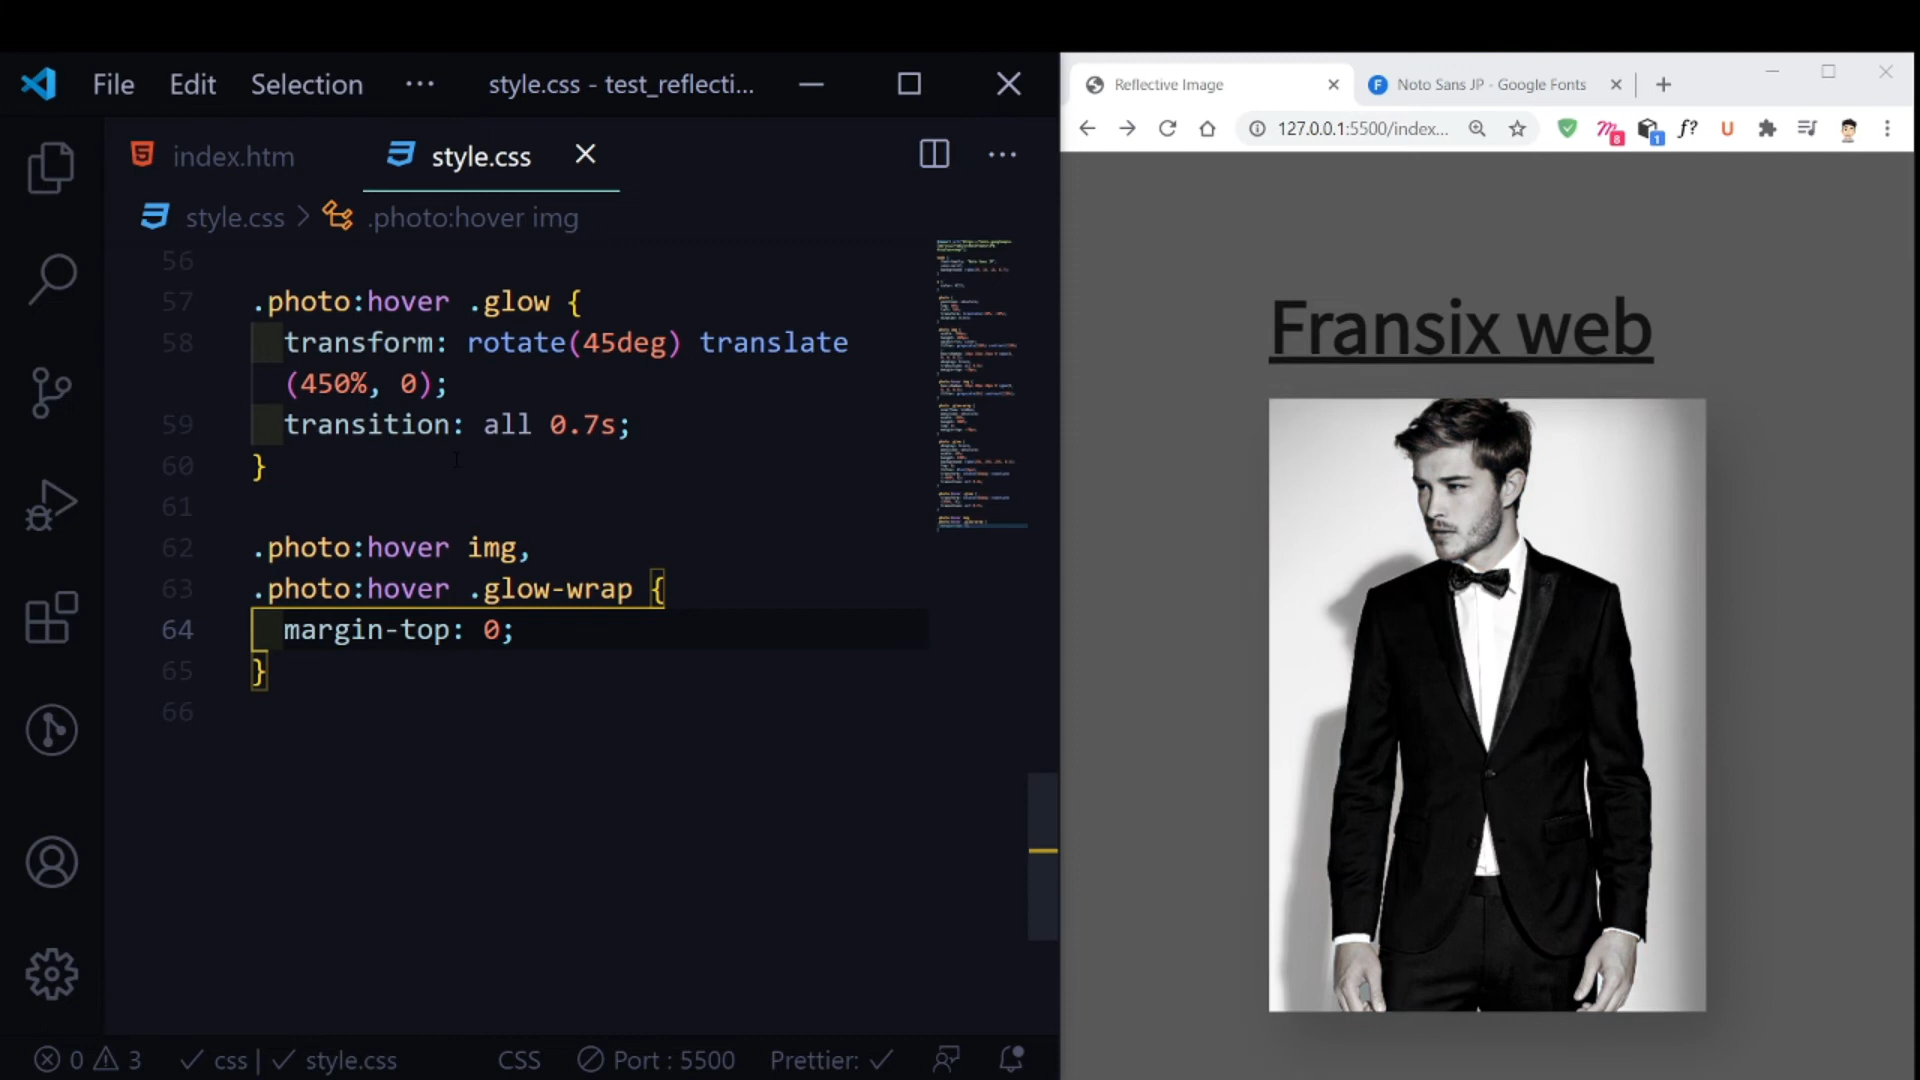 File Edit Selection ··· style.css - test_reflecti...
index.htm style.css
style.css > .photo:hover img
56
57 .photo:hover .glow {
58 transform: rotate(45deg) translate
(450%, 0);
59 transition: all 0.7s;
60 }
61
62 .photo:hover img,
63 .photo:hover .glow-wrap {
64 margin-top: 0;
65 }
66
0 3 css | style.css CSS Port : 5500 Prettier:
Reflective Image Noto Sans JP - Google Fonts
127.0.0.1:5500/index... 8 1 f? U
Fransix web